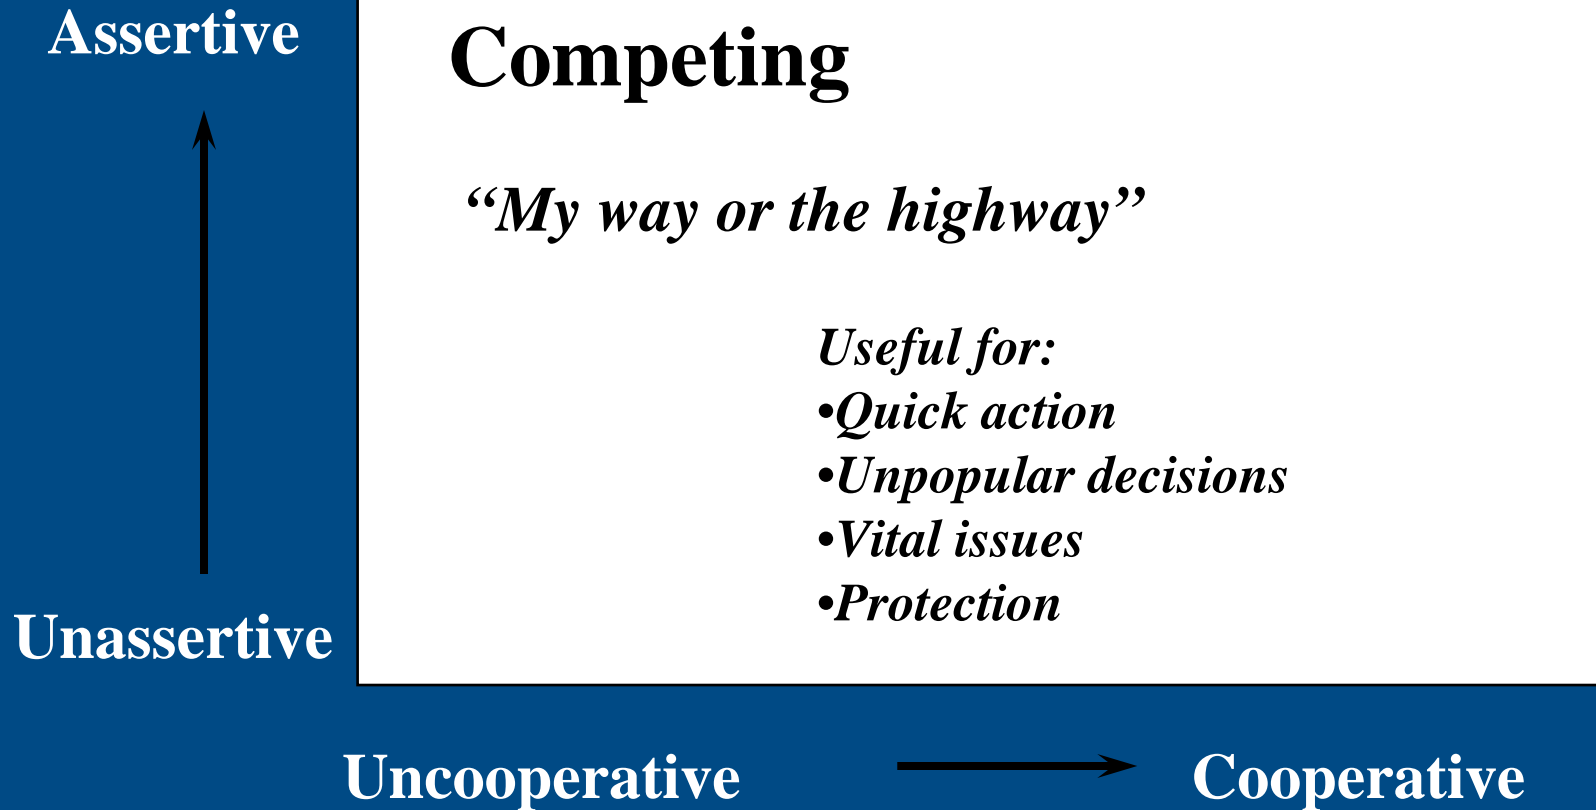 Assertive
Competing
“My way or the highway”
Useful for:
•Quick action
•Unpopular decisions
•Vital issues
•Protection
Unassertive
Uncooperative
Cooperative